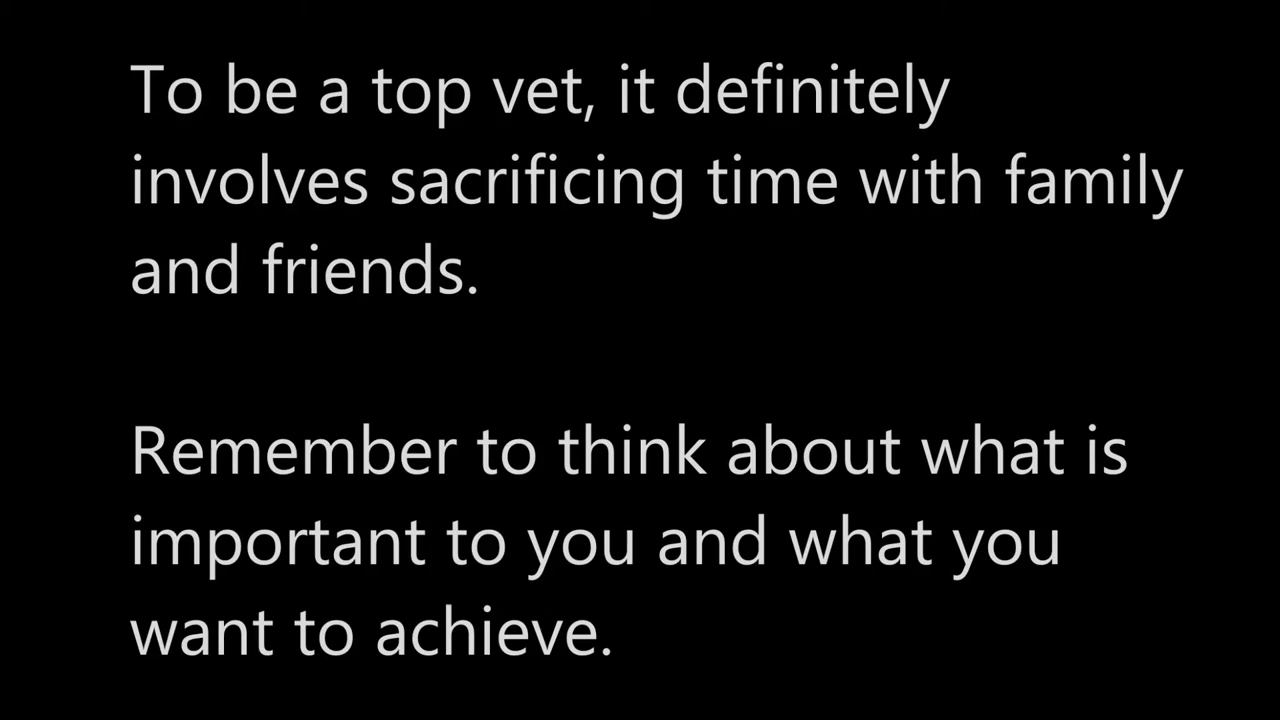 To be a top vet, it definitely
involves sacrificing time with family
and friends.
Remember to think about what is
important to you and what you
want to achieve.